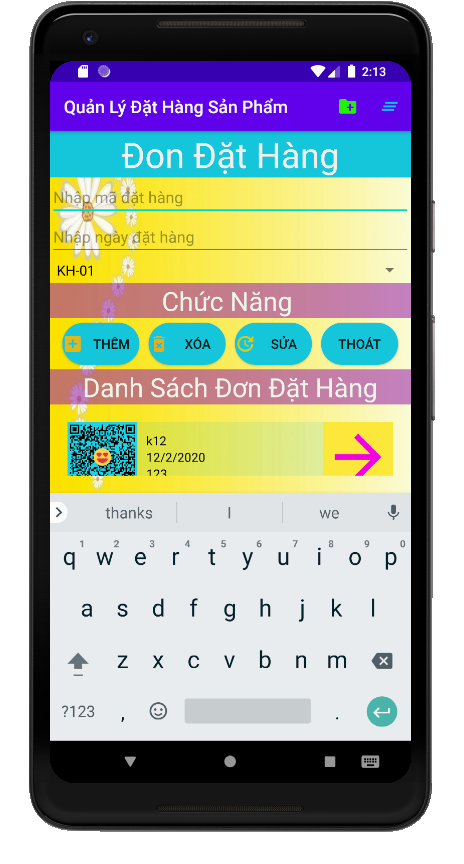 2:13
Quản Lý Đặt Hàng Sản Phẩm
Đon Đặt Hàng
Nhập mã đặt hàng
Nhập ngày đặt hàng
KH-01
Chức Năng
THÊM XÓA SỬA THOÁT
Danh Sách Đơn Đặt Hàng
k12
12/2/2020
123
thanks I we
1 2 3 4 5 6 7 8 9 0
q w e r t y u i o p
a s d f g h j k l
z x c v b n m
?123 , .